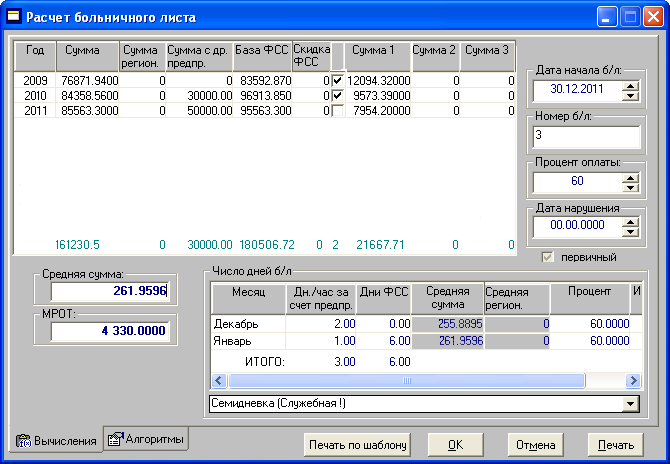 Расчет больничного листа
Год Сумма Сумма регион. Сумма с др. предпр. База ФСС Скидка ФСС Сумма 1 Сумма 2 Сумма 3
2009 76871.9400 0 83592.870 0 12094.32000 0 0
2010 84358.5600 0 30000.00 96913.850 0 9573.39000 0 0
2011 85563.3000 0 50000.00 95563.300 0 7954.20000 0 0
161230.5 0 30000.00 180506.72 0 2 21667.71 0 0
Дата начала б/л:
30.12.2011
Номер б/л:
3
Процент оплаты:
60
Дата нарушения
00.00.0000
первичный
Средняя сумма:
261.9596
МРОТ:
4 330.0000
Число дней б/л
Месяц Дн./час за счет предпр. Дни ФСС Средняя сумма Средняя регион. Процент И
Декабрь 2.00 0.00 255.8895 0 60.0000
Январь 1.00 6.00 261.9596 0 60.0000
ИТОГО: 3.00 6.00
Семидневка (Служебная !)
Вычисления Алгоритмы
Печать по шаблону OK Отмена Печать